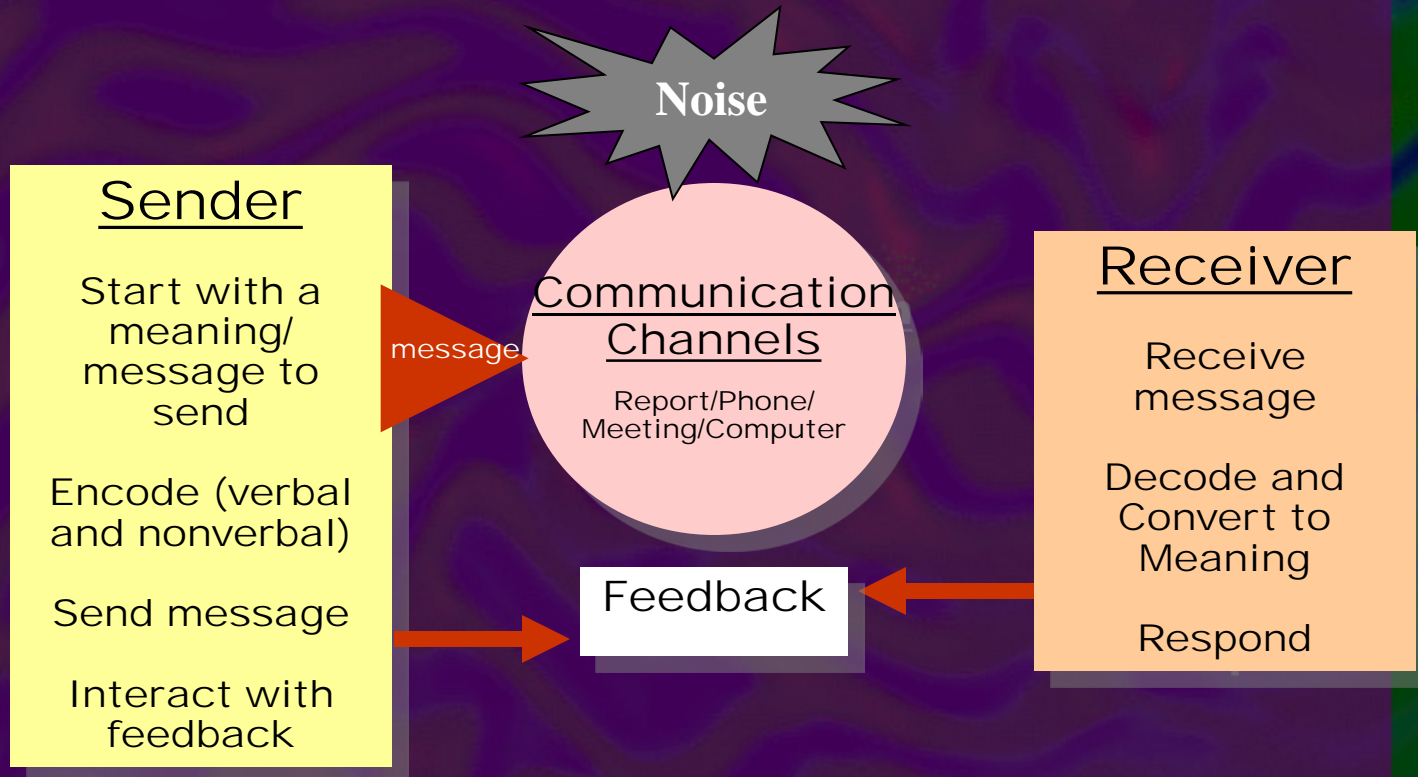 Noise
Sender
Start with a
meaning/
message to
send
Encode (verbal
and nonverbal)
Send message
Interact with
feedback
message
Communication
Channels
Report/Phone/
Meeting/Computer
Feedback
Receiver
Receive
message
Decode and
Convert to
Meaning
Respond